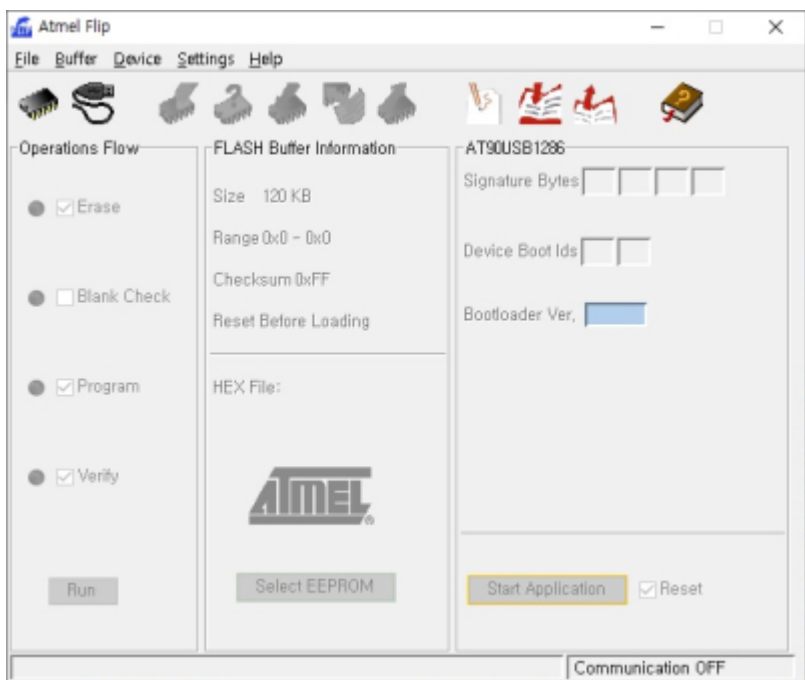 Atmel Flip
File Buffer Device Settings Help
Operations Flow
Erase
Blank Check
Program
Verify
Run
FLASH Buffer Information
Size 120 KB
Range 0x0 - 0x0
Checksum 0xFF
Reset Before Loading
HEX File:
ATMEL
Select EEPROM
AT90USB1286
Signature Bytes
Device Boot Ids
Bootloader Ver,
Start Application
Reset
Communication OFF